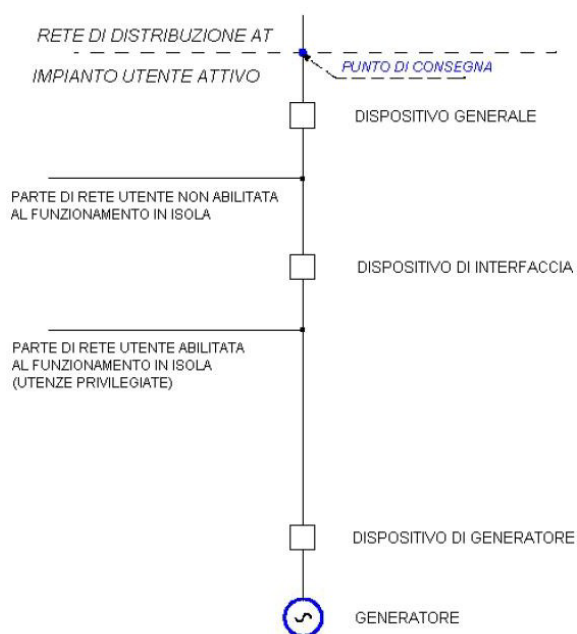 RETE DI DISTRIBUZIONE AT
IMPIANTO UTENTE ATTIVO
PUNTO DI CONSEGNA
DISPOSITIVO GENERALE
PARTE DI RETE UTENTE NON ABILITATA
AL FUNZIONAMENTO IN ISOLA
DISPOSITIVO DI INTERFACCIA
PARTE DI RETE UTENTE ABILITATA
AL FUNZIONAMENTO IN ISOLA
(UTENZE PRIVILEGIATE)
DISPOSITIVO DI GENERATORE
GENERATORE